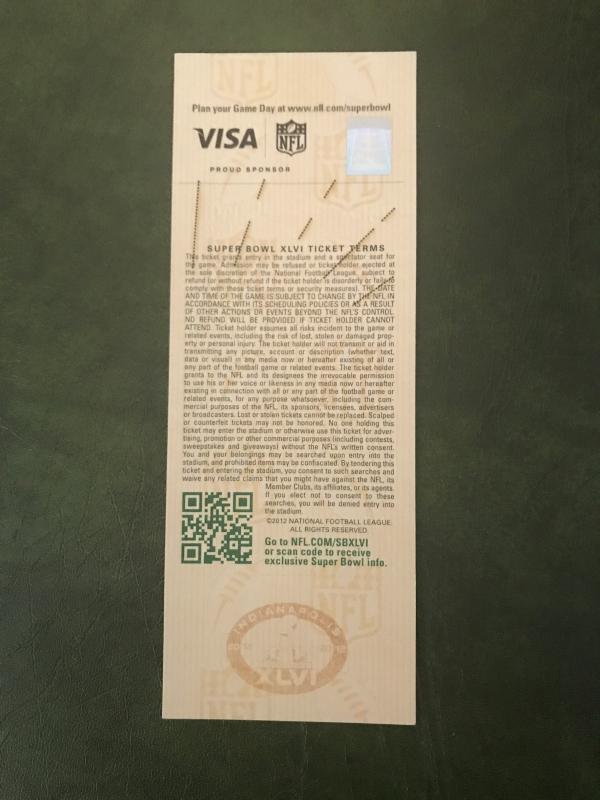 Plan your Game Day at www.nfl.com/superbowl
VISA
NFL
PROUD SPONSOR
SUPER BOWL XLVI TICKET TERMS
This ticket grants entry in the stadium and a spectator seat for
the game. Admission may be refused or ticket holder ejected at
the sole discretion of the National Football League, subject to
refund (or without refund if the ticket holder is disorderly or fails to
comply with these ticket terms or security measures). THE DATE
AND TIME OF THE GAME IS SUBJECT TO CHANGE BY THE NFL IN
ACCORDANCE WITH ITS SCHEDULING POLICIES OR AS A RESULT
OF OTHER ACTIONS OR EVENTS BEYOND THE NFL'S CONTROL.
NO REFUND WILL BE PROVIDED IF TICKET HOLDER CANNOT
ATTEND. Ticket holder assumes all risks incident to the game or
related events, including the risk of lost, stolen or damaged prop-
erty or personal injury. The ticket holder will not transmit or aid in
transmitting any picture, account or description (whether text,
data or visual) in any media now or hereafter existing of all or
any part of the football game or related events. The ticket holder
grants to the NFL and its designees the irrevocable permission
to use his or her voice or likeness in any media now or hereafter
existing in connection with all or any part of the football game or
related events, for any purpose whatsoever, including the com-
mercial purposes of the NFL, its sponsors, licensees, advertisers
or broadcasters. Lost or stolen tickets cannot be replaced. Scalped
or counterfeit tickets may not be honored. No one holding this
ticket may enter the stadium or otherwise use this ticket for adver-
tising, promotion or other commercial purposes (including contests,
sweepstakes and giveaways) without the NFL's written consent.
You and your belongings may be searched upon entry into the
stadium, and prohibited items may be confiscated. By tendering this
ticket and entering the stadium, you consent to such searches and
waive any related claims that you might have against the NFL, its
Member Clubs, its affiliates, or its agents.
If you elect not to consent to these
searches, you will be denied entry into
the stadium.
©2012 NATIONAL FOOTBALL LEAGUE.
ALL RIGHTS RESERVED.
Go to NFL.COM/SBXLVI
or scan code to receive
exclusive Super Bowl info.
NFL
INDIANAPOLIS
2012 2012
XLVI